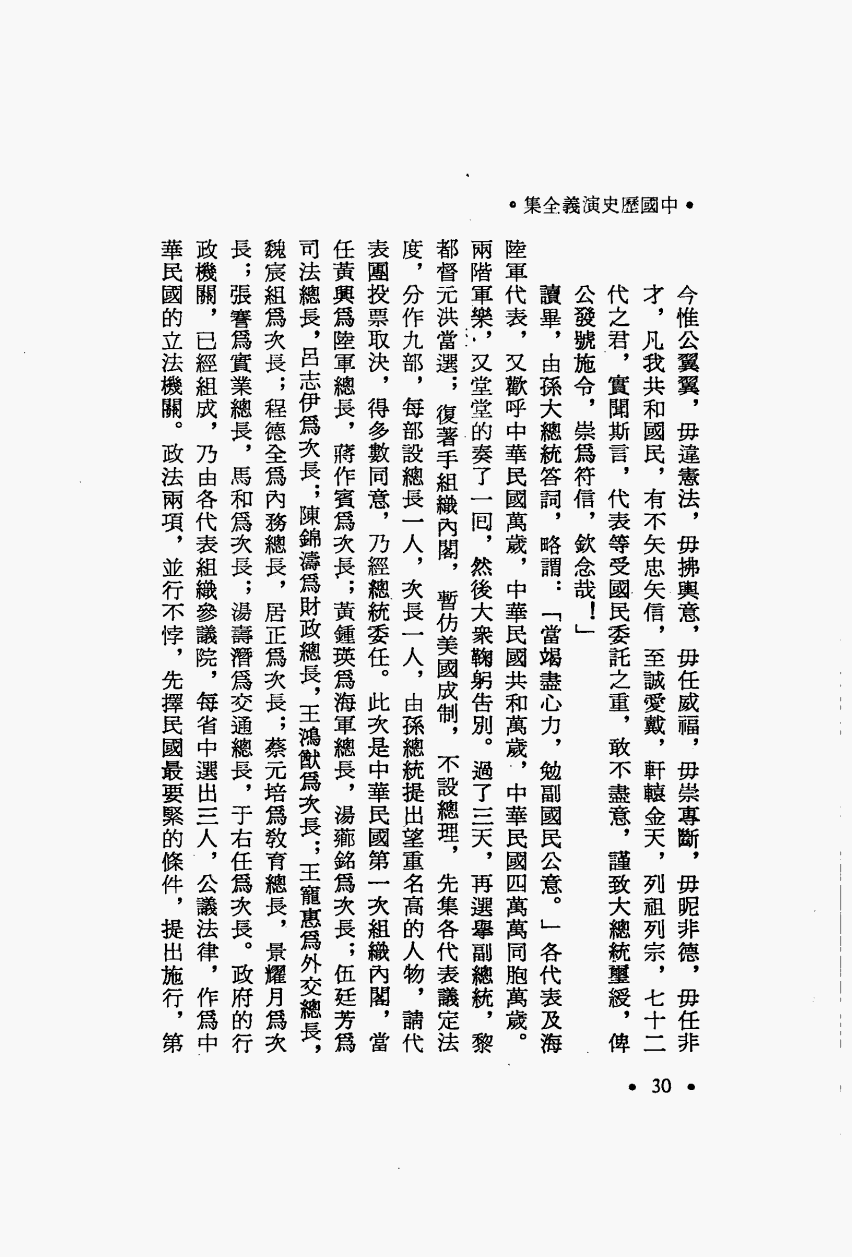 •中國歷史演義全集•
今惟公翼翼，毋違憲法，毋拂輿意，毋任威福，毋崇專斷，毋昵非德，毋任非
才，凡我共和國民，有不矢忠矢信，至誠愛戴，軒轅金天，列祖列宗，七十二
代之君，實聞斯言，代表等受國民委託之重，敢不盡意，謹致大總統璽綬，俾
公發號施令，崇爲符信，欽念哉！」
讀畢，由孫大總統答詞，略謂：「當竭盡心力，勉副國民公意。」各代表及海
陸軍代表，又歡呼中華民國萬歲，中華民國共和萬歲，中華民國四萬萬同胞萬歲。
兩階軍樂，又堂堂的奏了一回，然後大衆鞠躬告別。過了三天，再選舉副總統，黎
都督元洪當選；復著手組織內閣，暫仿美國成制，不設總理，先集各代表議定法
度，分作九部，每部設總長一人，次長一人，由孫總統提出望重名高的人物，請代
表團投票取決，得多數同意，乃經總統委任。此次是中華民國第一次組織內閣，當
任黃興爲陸軍總長，蔣作賓爲次長；黃鍾瑛爲海軍總長，湯薌銘爲次長；伍廷芳爲
司法總長，呂志伊爲次長；陳錦濤爲財政總長，王鴻猷爲次長；王寵惠爲外交總長，
魏宸組爲次長；程德全爲內務總長，居正爲次長；蔡元培爲教育總長，景耀月爲次
長；張謇爲實業總長，馬和爲次長；湯壽潛爲交通總長，于右任爲次長。政府的行
政機關，已經組成，乃由各代表組織參議院，每省中選出三人，公議法律，作爲中
華民國的立法機關。政法兩項，並行不悖，先擇民國最要緊的條件，提出施行，第
• 30 •